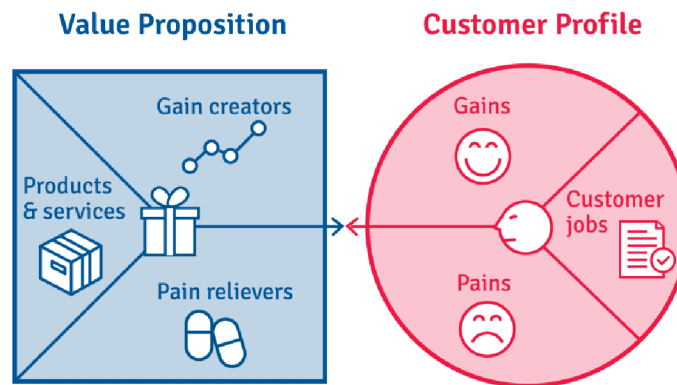 Value Proposition
Customer Profile
Gain creators
Products
& services
Pain relievers
Gains
Customer
jobs
Pains